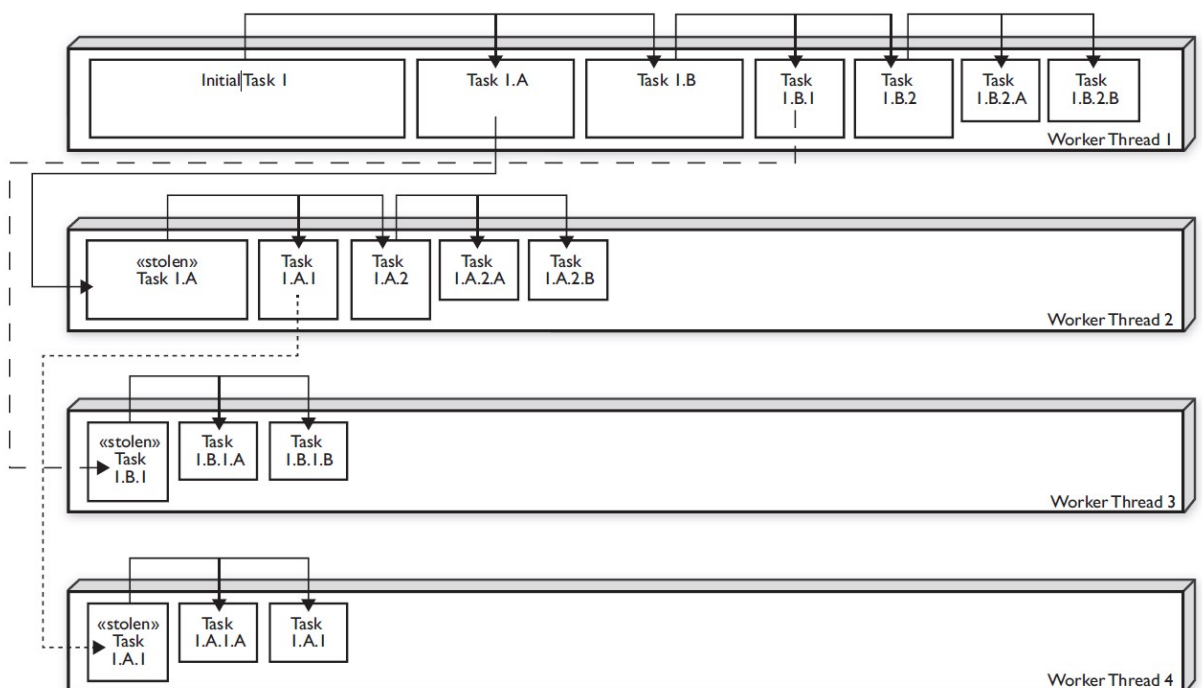 Initial Task 1
Task 1.A
Task 1.B
Task
1.B.1
Task
1.B.2
Task
1.B.2.A
Task
1.B.2.B
Worker Thread 1
«stolen»
Task 1.A
Task
1.A.1
Task
1.A.2
Task
1.A.2.A
Task
1.A.2.B
Worker Thread 2
«stolen»
Task
1.B.1
Task
1.B.1.A
Task
1.B.1.B
Worker Thread 3
«stolen»
Task
1.A.1
Task
1.A.1.A
Task
1.A.1
Worker Thread 4